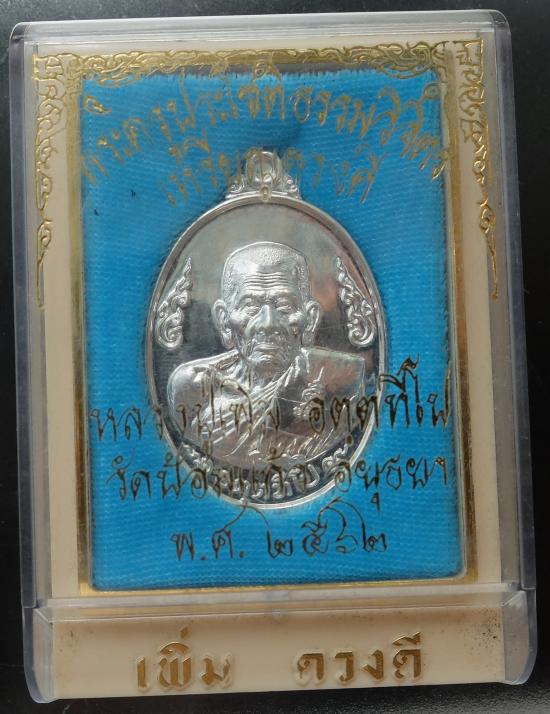 พระครูประโชติธรรมวิจิตร
เหรียญดวงดี
หลวงปู่เพิ่ม อตฺตทีโป
วัดป้อมแก้ว อยุธยา
พ.ศ. ๒๕๖๒
เพิ่ม ดวงดี